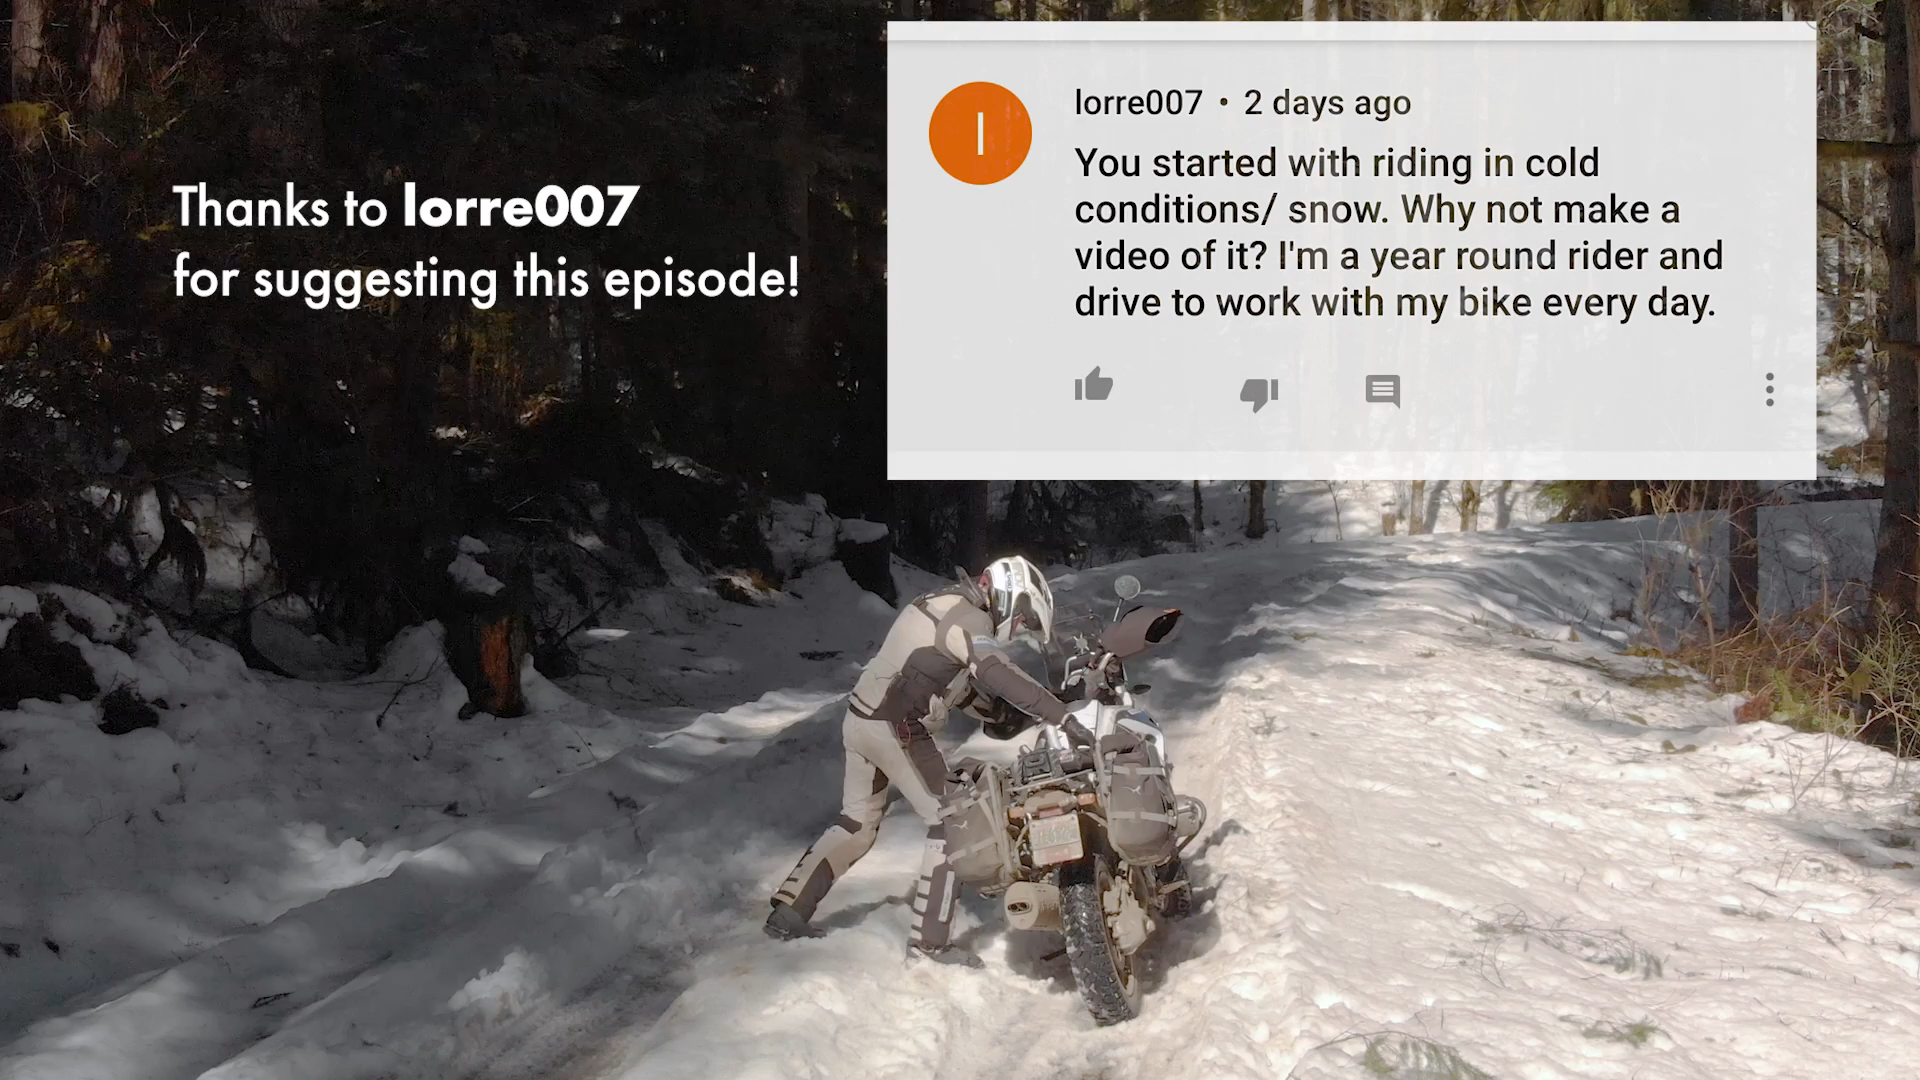 Thanks to lorre007
for suggesting this episode!
l
lorre007 • 2 days ago
You started with riding in cold
conditions/ snow. Why not make a
video of it? I'm a year round rider and
drive to work with my bike every day.